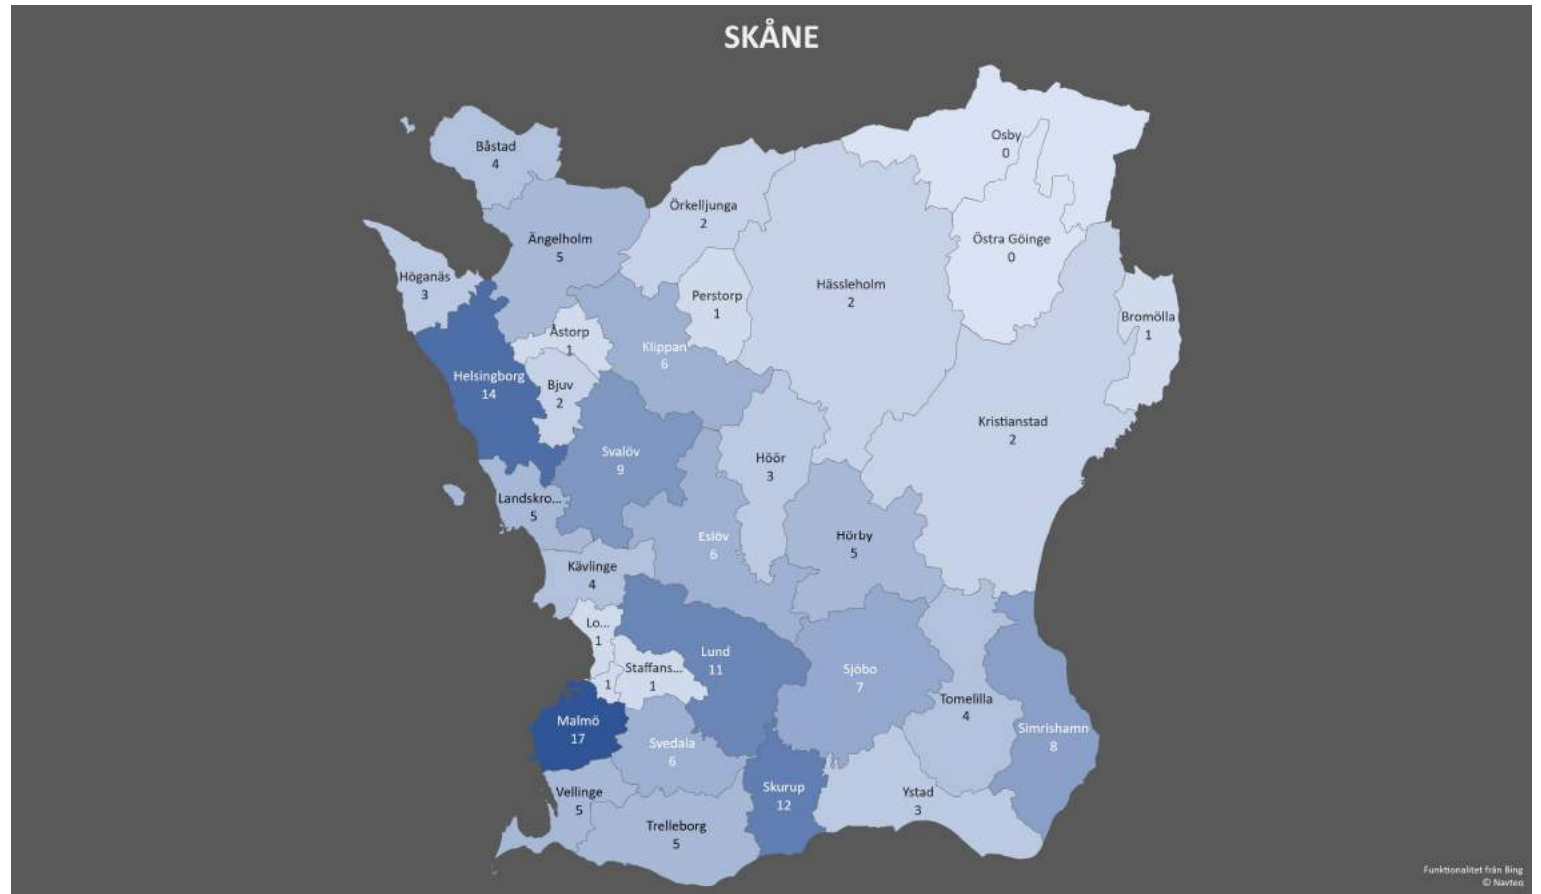 SKÅNE
Båstad
4
Osby
0
Örkelljunga
2
Ängelholm
5
Östra Göinge
0
Höganäs
3
Hässleholm
2
Perstorp
1
Bromölla
1
Åstorp
1
Klippan
6
Helsingborg
14
Bjuv
2
Kristianstad
2
Svalöv
9
Höör
3
Landskro...
5
Eslöv
6
Hörby
5
Kävlinge
4
Lo...
1
Lund
11
Staffans...
1
1
Sjöbo
7
Tomelilla
4
Malmö
17
Simrishamn
8
Svedala
6
Skurup
12
Vellinge
5
Ystad
3
Trelleborg
5
Funktionalitet från Bing
© Navteq